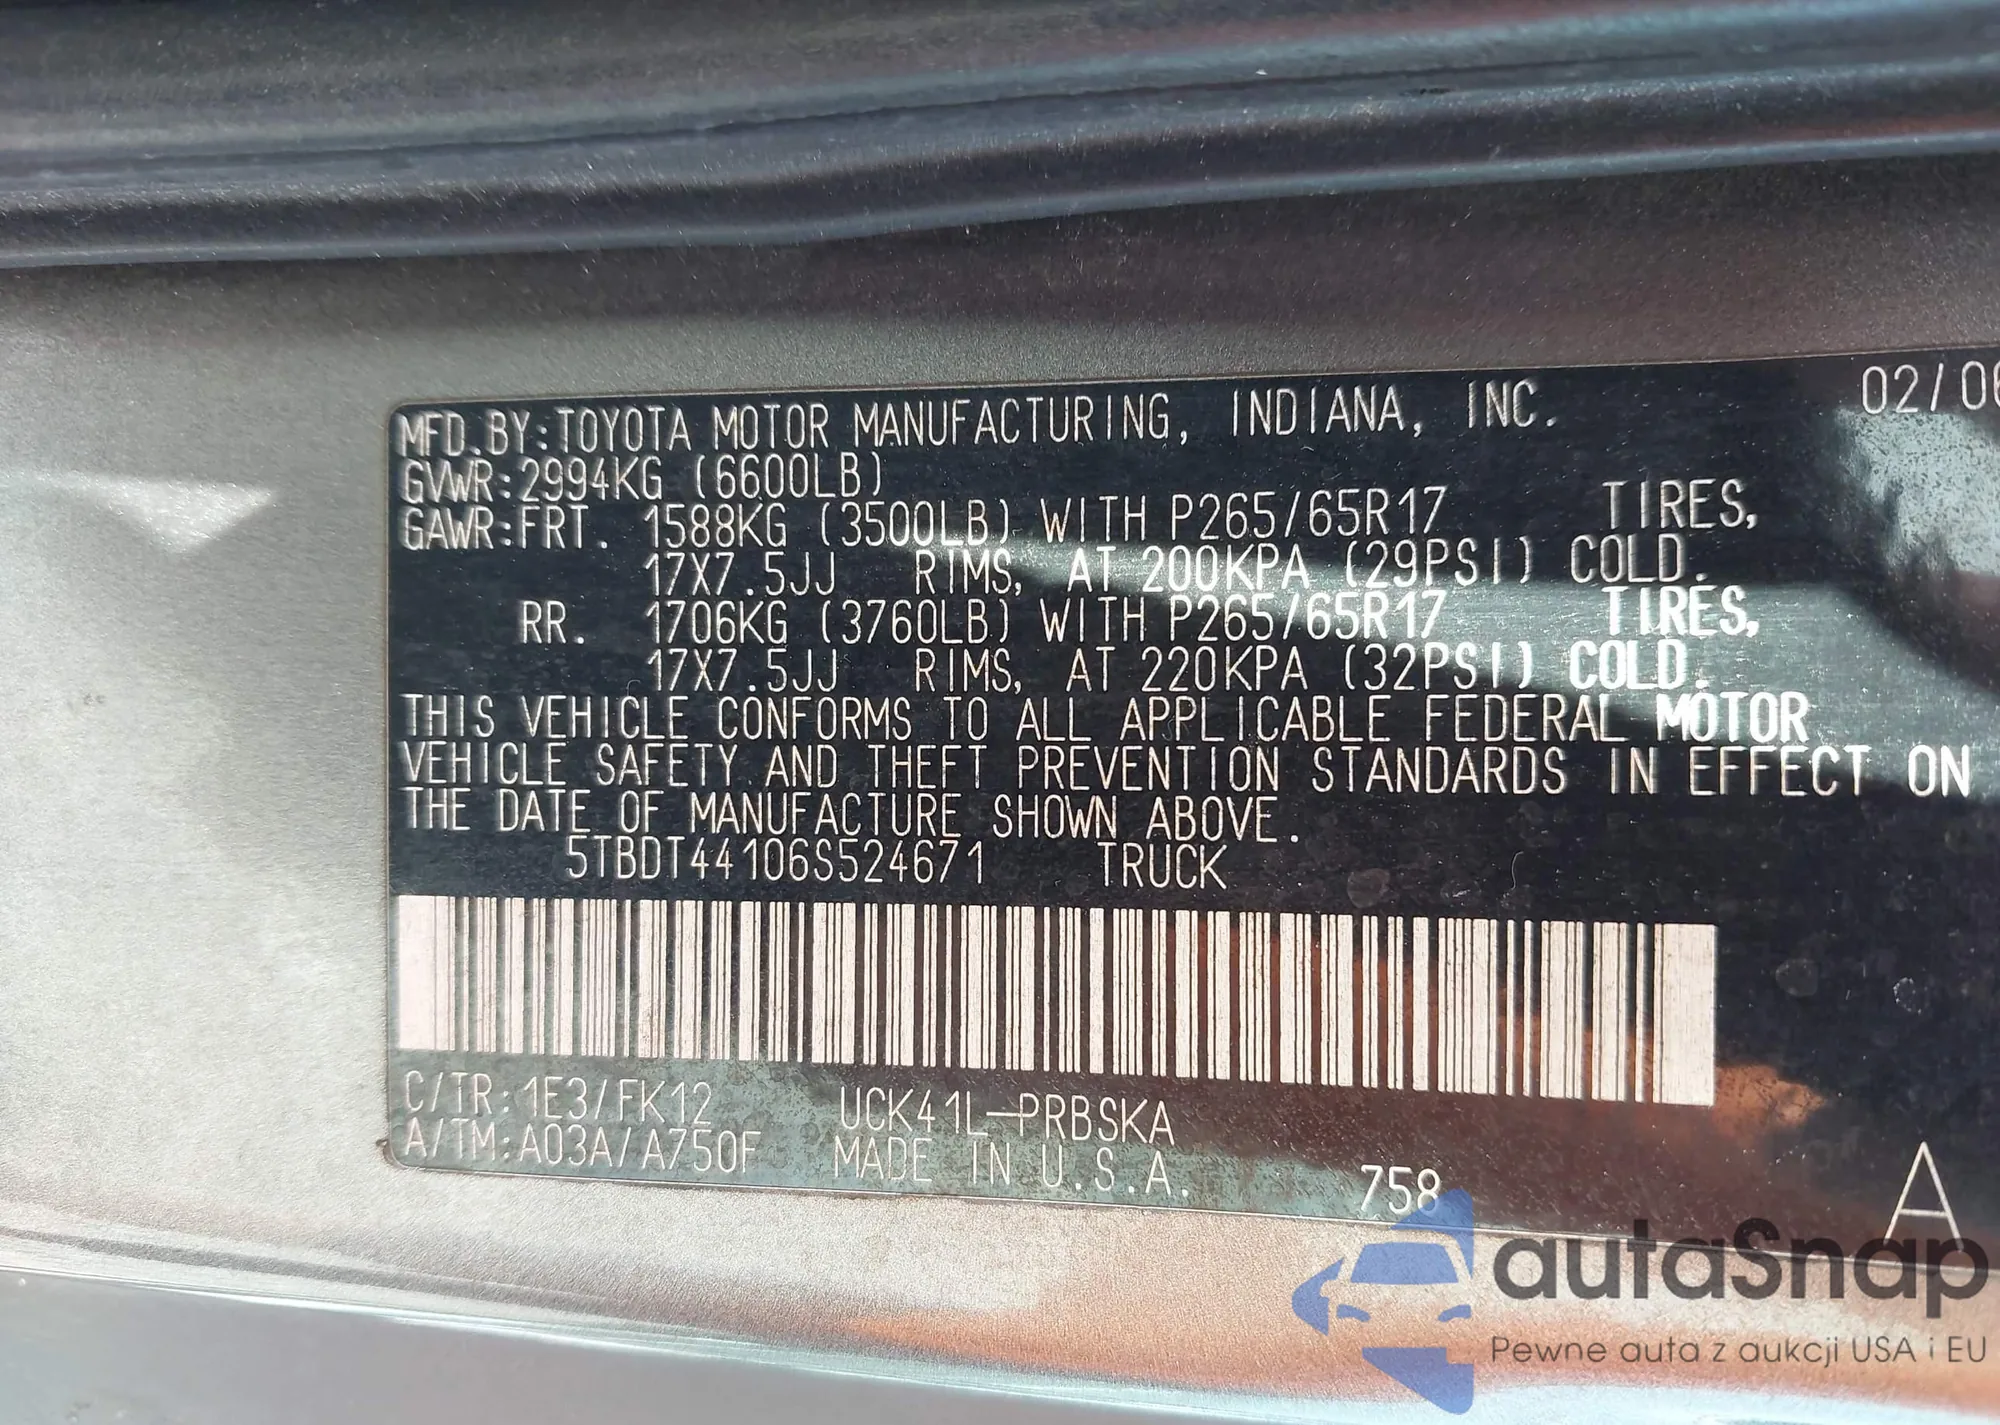 MFD.BY:TOYOTA MOTOR MANUFACTURING, INDIANA, INC. 02/06
GVWR:2994KG (6600LB)
GAWR:FRT. 1588KG (3500LB) WITH P265/65R17 TIRES,
17X7.5JJ RIMS, AT 200KPA (29PSI) COLD.
RR. 1706KG (3760LB) WITH P265/65R17 TIRES,
17X7.5JJ RIMS, AT 220KPA (32PSI) COLD.
THIS VEHICLE CONFORMS TO ALL APPLICABLE FEDERAL MOTOR
VEHICLE SAFETY AND THEFT PREVENTION STANDARDS IN EFFECT ON
THE DATE OF MANUFACTURE SHOWN ABOVE.
5TBDT44106S524671 TRUCK
C/TR:1E3/FK12 UCK41L-PRBSKA
A/TM:A03A/A750F MADE IN U.S.A. 758
A
autaSnap
Pewne auta z aukcji USA i EU